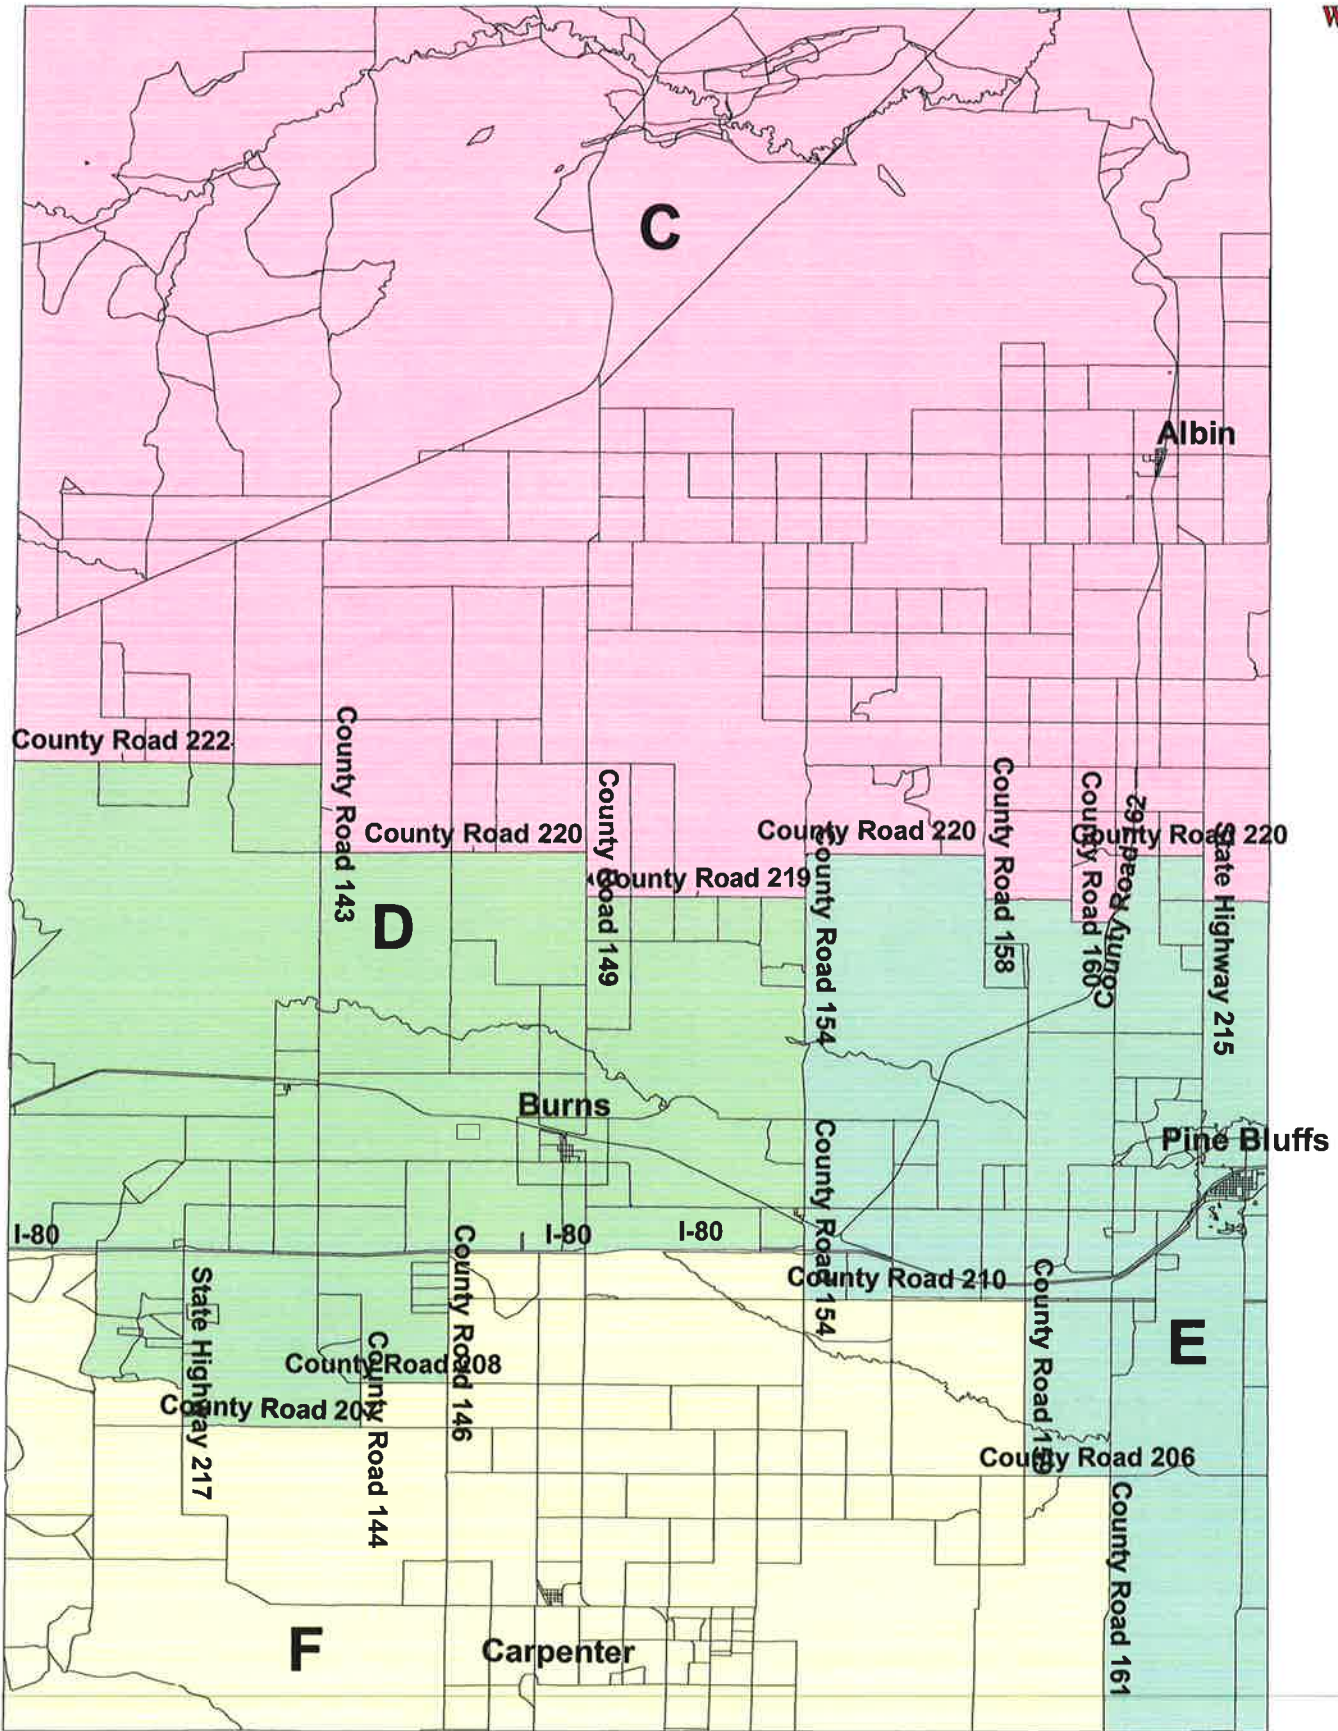 W
C
Albin
County Road 222
County Road 143
County Road 220
County Road 149
County Road 219
County Road 220
County Road 154
County Road 158
County Road 160
County Road 162
County Road 220
State Highway 215
D
County Road 154
Burns
Pine Bluffs
I-80
I-80
I-80
County Road 146
County Road 210
County Road 159
E
State Highway 217
County Road 144
County Road 208
County Road 207
County Road 206
County Road 161
F
Carpenter